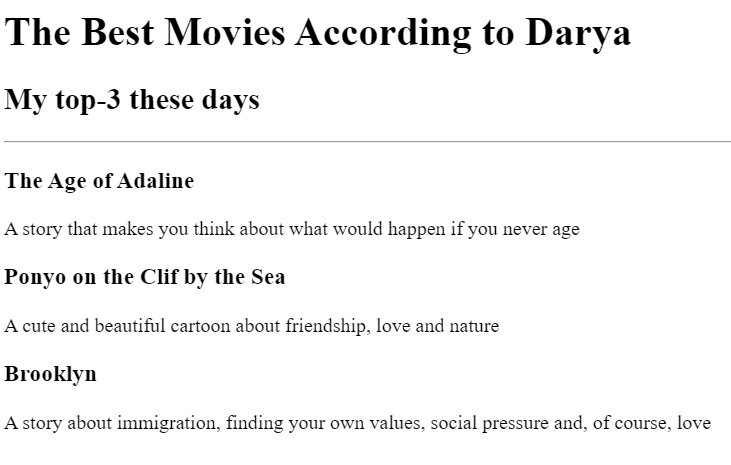 The Best Movies According to Darya
My top-3 these days
The Age of Adaline
A story that makes you think about what would happen if you never age
Ponyo on the Clif by the Sea
A cute and beautiful cartoon about friendship, love and nature
Brooklyn
A story about immigration, finding your own values, social pressure and, of course, love